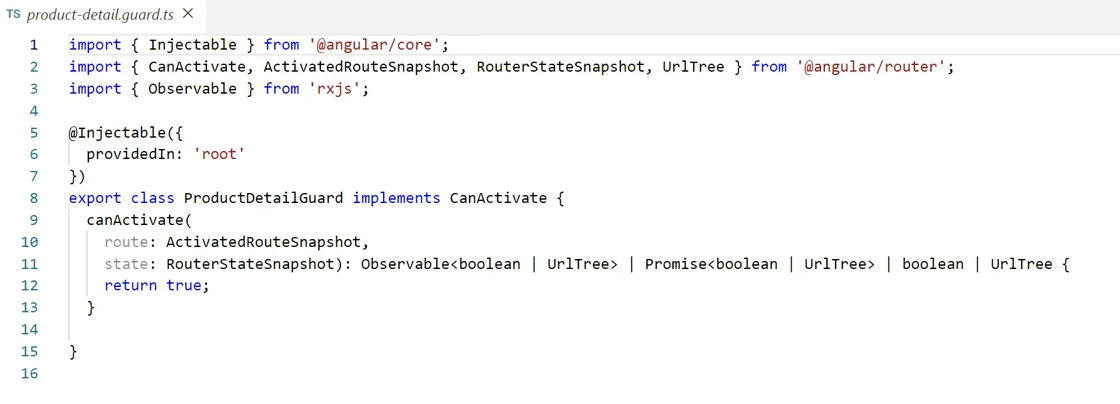 TS product-detail.guard.ts ×
1 import { Injectable } from '@angular/core';
2 import { CanActivate, ActivatedRouteSnapshot, RouterStateSnapshot, UrlTree } from '@angular/router';
3 import { Observable } from 'rxjs';
4
5 @Injectable({
6   providedIn: 'root'
7 })
8 export class ProductDetailGuard implements CanActivate {
9   canActivate(
10     route: ActivatedRouteSnapshot,
11     state: RouterStateSnapshot): Observable<boolean | UrlTree> | Promise<boolean | UrlTree> | boolean | UrlTree {
12     return true;
13   }
14
15 }
16